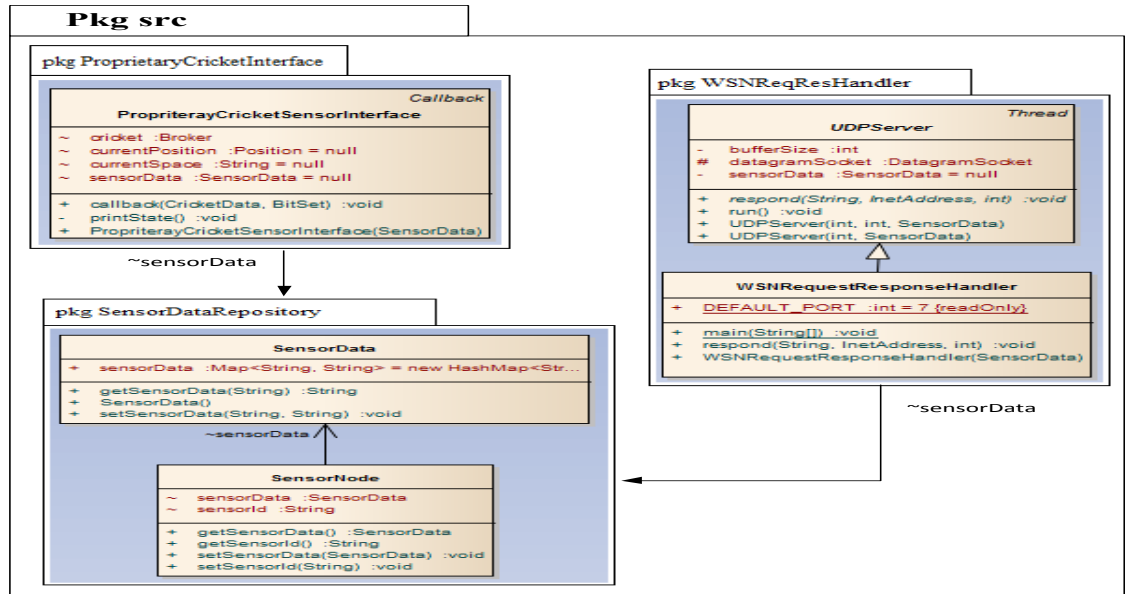 Pkg src
pkg ProprietaryCricketInterface
Callback
PropriterayCricketSensorInterface
~ cricket :Broker
~ currentPosition :Position = null
~ currentSpace :String = null
~ sensorData :SensorData = null
+ callback(CricketData, BitSet) :void
- printState() :void
+ PropriterayCricketSensorInterface(SensorData)
~sensorData
pkg SensorDataRepository
SensorData
+ sensorData :Map<String, String> = new HashMap<Str...
+ getSensorData(String) :String
+ SensorData()
+ setSensorData(String, String) :void
~sensorData
SensorNode
~ sensorData :SensorData
~ sensorId :String
+ getSensorData() :SensorData
+ getSensorId() :String
+ setSensorData(SensorData) :void
+ setSensorId(String) :void
pkg WSNReqResHandler
Thread
UDPServer
- bufferSize :int
# datagramSocket :DatagramSocket
- sensorData :SensorData = null
+ respond(String, InetAddress, int) :void
+ run() :void
+ UDPServer(int, int, SensorData)
+ UDPServer(int, SensorData)
WSNRequestResponseHandler
+ DEFAULT_PORT :int = 7 {readOnly}
+ main(String[]) :void
+ respond(String, InetAddress, int) :void
+ WSNRequestResponseHandler(SensorData)
~sensorData